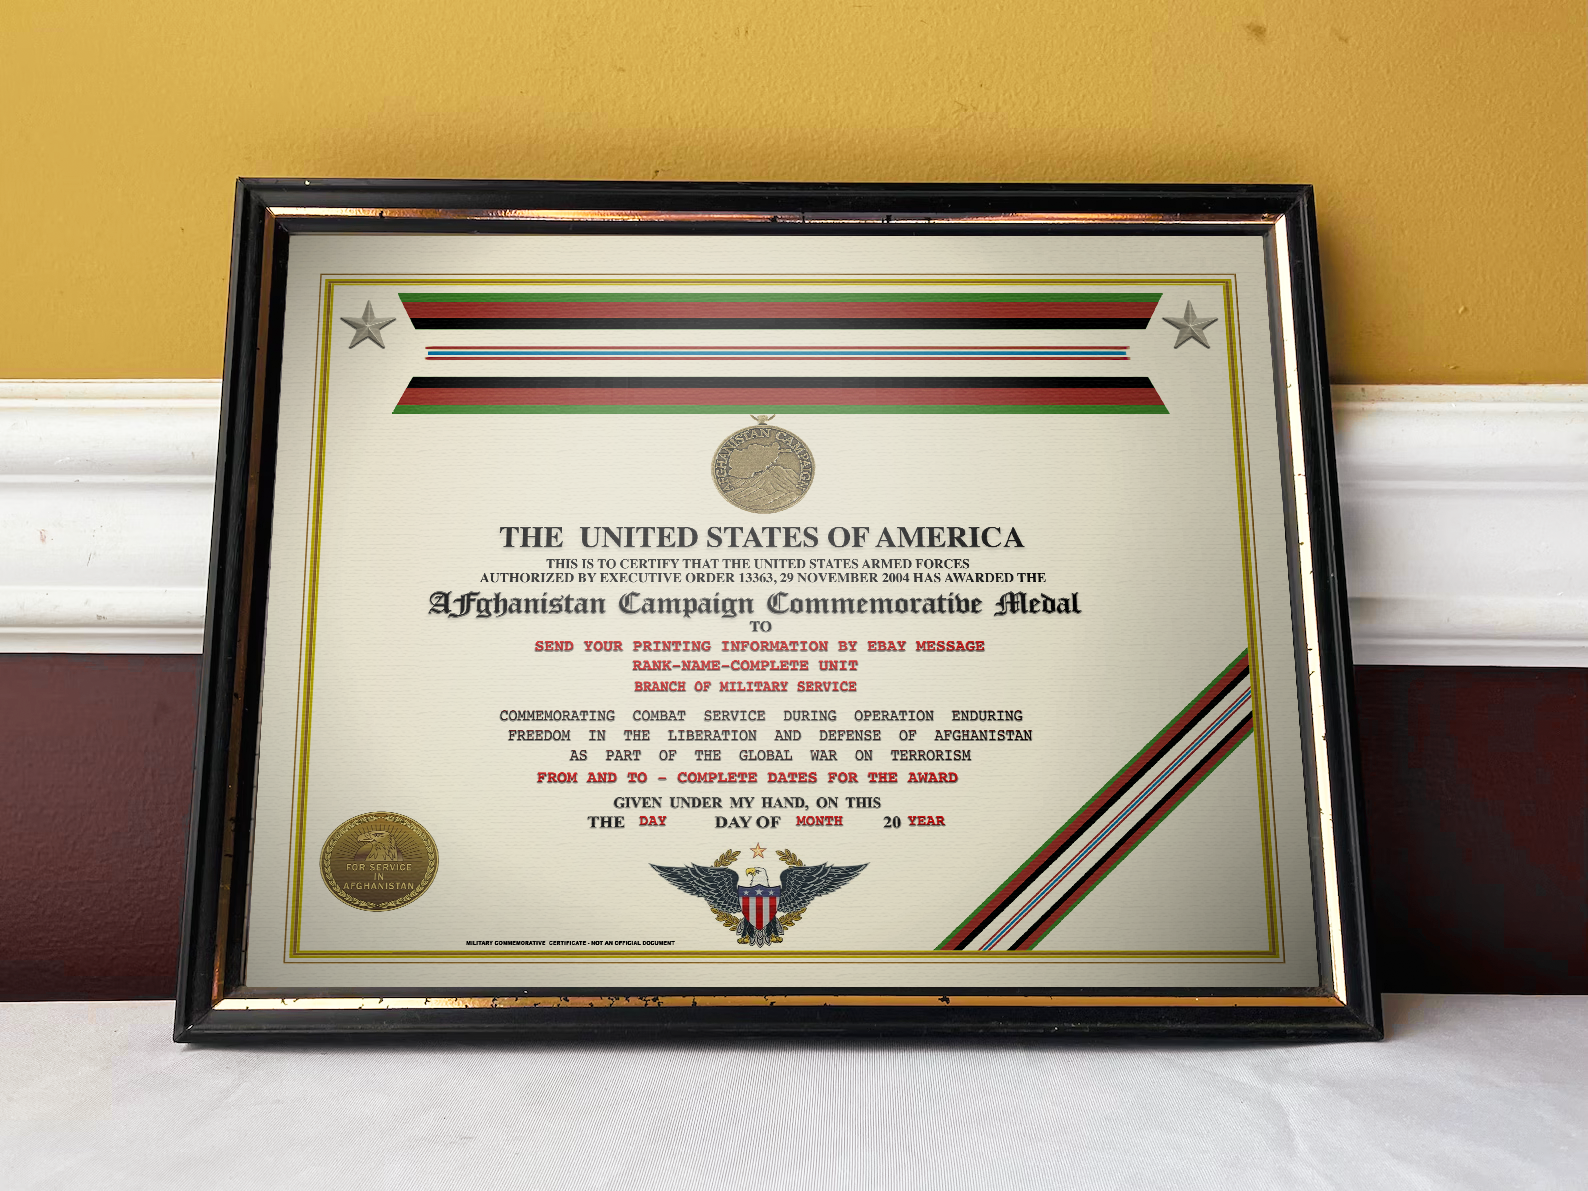 AFGHANISTAN CAMPAIGN
THE UNITED STATES OF AMERICA
THIS IS TO CERTIFY THAT THE UNITED STATES ARMED FORCES
AUTHORIZED BY EXECUTIVE ORDER 13363, 29 NOVEMBER 2004 HAS AWARDED THE
AFghanistan Campaign Commemorative Medal
TO
SEND YOUR PRINTING INFORMATION BY EBAY MESSAGE
RANK-NAME-COMPLETE UNIT
BRANCH OF MILITARY SERVICE
COMMEMORATING COMBAT SERVICE DURING OPERATION ENDURING
FREEDOM IN THE LIBERATION AND DEFENSE OF AFGHANISTAN
AS PART OF THE GLOBAL WAR ON TERRORISM
FROM AND TO - COMPLETE DATES FOR THE AWARD
GIVEN UNDER MY HAND, ON THIS
THE DAY DAY OF MONTH 20 YEAR
FOR SERVICE
IN
AFGHANISTAN
MILITARY COMMEMORATIVE CERTIFICATE - NOT AN OFFICIAL DOCUMENT